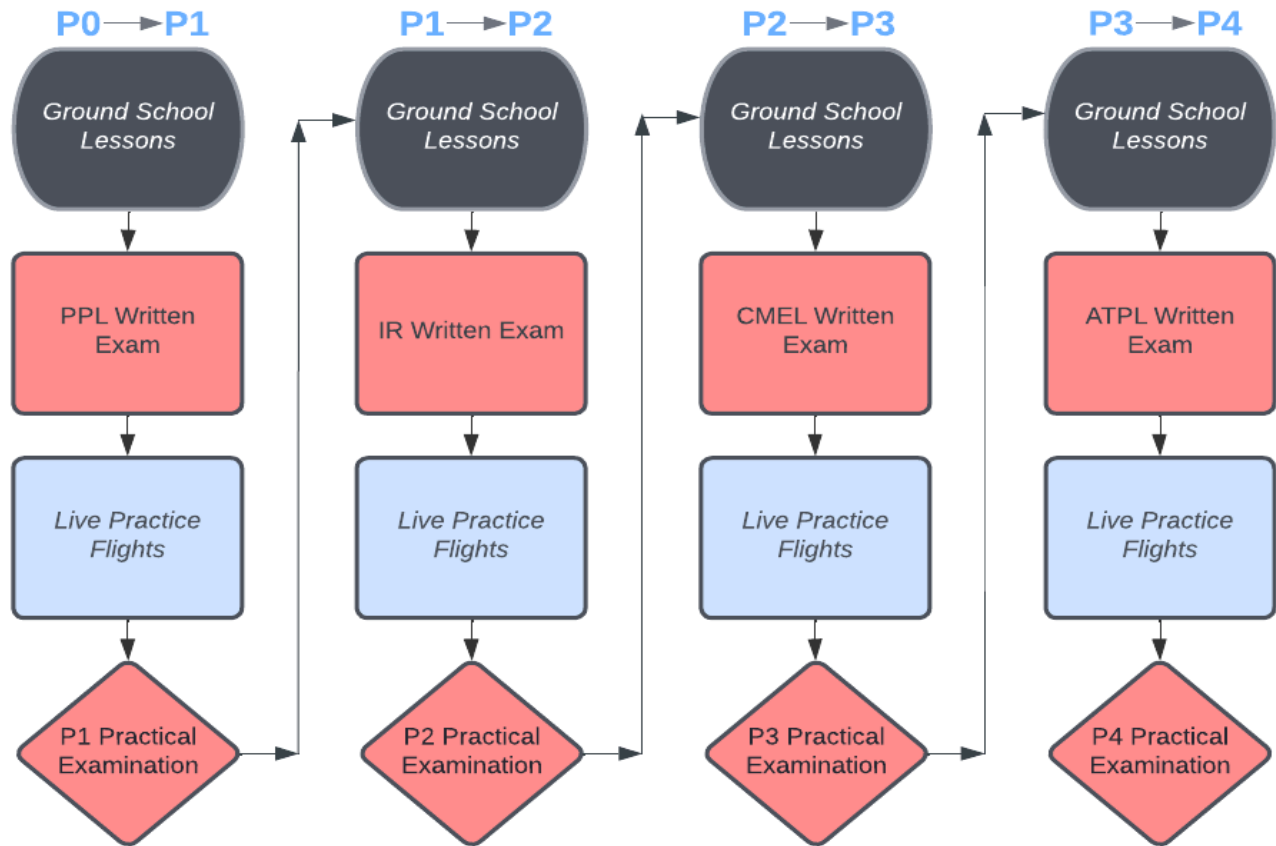 P0 P1
Ground School
Lessons
PPL Written
Exam
Live Practice
Flights
P1 Practical
Examination
P1 P2
Ground School
Lessons
IR Written Exam
Live Practice
Flights
P2 Practical
Examination
P2 P3
Ground School
Lessons
CMEL Written
Exam
Live Practice
Flights
P3 Practical
Examination
P3 P4
Ground School
Lessons
ATPL Written
Exam
Live Practice
Flights
P4 Practical
Examination